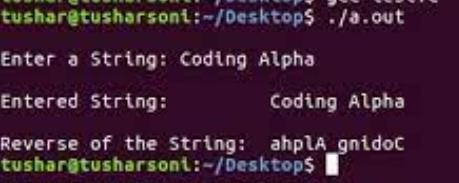 tushar@tusharsoni:~/Desktop$ ./a.out
Enter a String: Coding Alpha
Entered String: Coding Alpha
Reverse of the String: ahplA gnidoC
tushar@tusharsoni:~/Desktop$